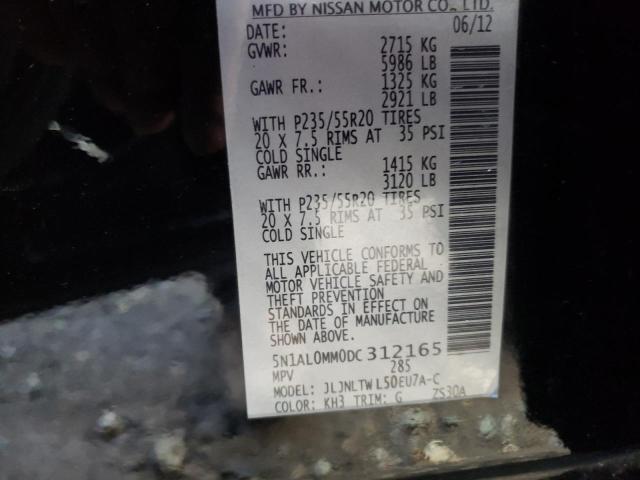 MFD BY NISSAN MOTOR CO., LTD.
DATE: 06/12
GVWR: 2715 KG
5986 LB
GAWR FR.: 1325 KG
2921 LB
WITH P235/55R20 TIRES
20 X 7.5 RIMS AT 35 PSI
COLD SINGLE
GAWR RR.: 1415 KG
3120 LB
WITH P235/55R20 TIRES
20 X 7.5 RIMS AT 35 PSI
COLD SINGLE
THIS VEHICLE CONFORMS TO
ALL APPLICABLE FEDERAL
MOTOR VEHICLE SAFETY AND
THEFT PREVENTION
STANDARDS IN EFFECT ON
THE DATE OF MANUFACTURE
SHOWN ABOVE.
5N1AL0MM0DC312165
MPV 285
MODEL: JLJNLTW L50EU7A-C
COLOR: KH3 TRIM: G ZS30A